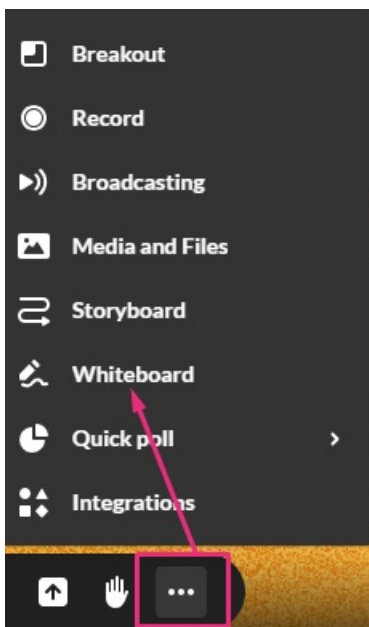 Breakout
Record
Broadcasting
Media and Files
Storyboard
Whiteboard
Quick poll
Integrations